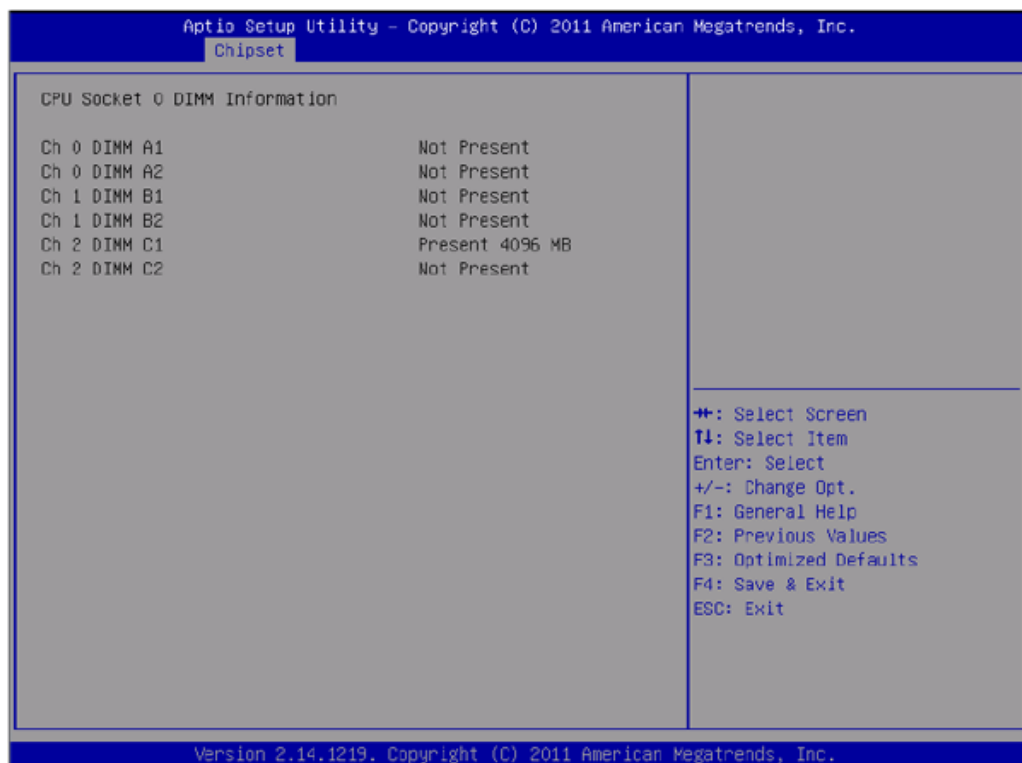 Aptio Setup Utility – Copyright (C) 2011 American Megatrends, Inc.
Chipset
CPU Socket 0 DIMM Information
Ch 0 DIMM A1 Not Present
Ch 0 DIMM A2 Not Present
Ch 1 DIMM B1 Not Present
Ch 1 DIMM B2 Not Present
Ch 2 DIMM C1 Present 4096 MB
Ch 2 DIMM C2 Not Present
→←: Select Screen
↑↓: Select Item
Enter: Select
+/-: Change Opt.
F1: General Help
F2: Previous Values
F3: Optimized Defaults
F4: Save & Exit
ESC: Exit
Version 2.14.1219. Copyright (C) 2011 American Megatrends, Inc.